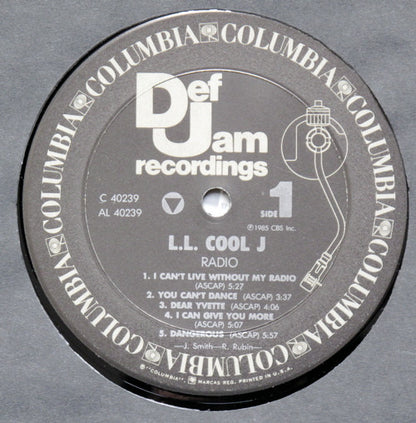 COLUMBIA COLUMBIA COLUMBIA COLUMBIA COLUMBIA COLUMBIA COLUMBIA COLUMBIA
Def
Jam
recordings
C 40239
AL 40239
SIDE 1
℗ 1985 CBS Inc.
L.L. COOL J
RADIO
1. I CAN'T LIVE WITHOUT MY RADIO
(ASCAP) 5:27
2. YOU CAN'T DANCE (ASCAP) 3:37
3. DEAR YVETTE (ASCAP) 4:06
4. I CAN GIVE YOU MORE
(ASCAP) 5:07
5. DANGEROUS (ASCAP) 5:57
—J. Smith—R. Rubin—
"COLUMBIA", MARCAS REG. PRINTED IN U.S.A.